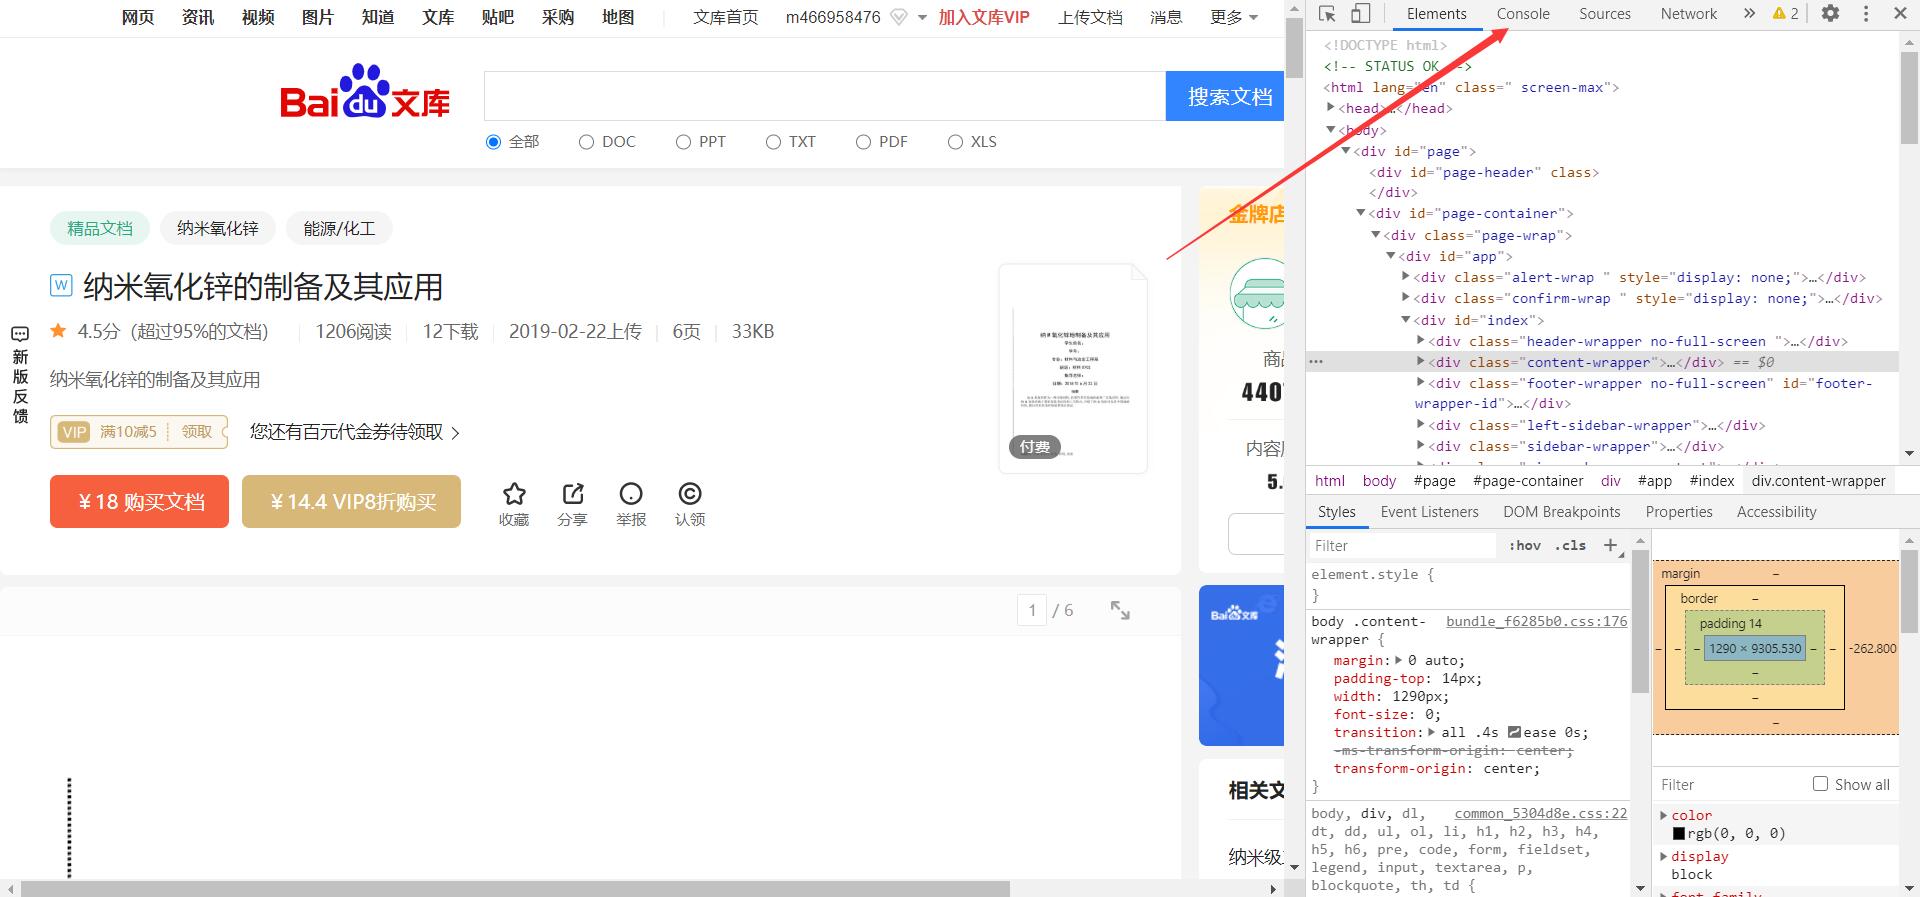 网页 资讯 视频 图片 知道 文库 贴吧 采购 地图 文库首页 m466958476 加入文库VIP 上传文档 消息 更多
Bai du 文库
搜索文档
全部 DOC PPT TXT PDF XLS
精品文档 纳米氧化锌 能源/化工
W 纳米氧化锌的制备及其应用
4.5分 (超过95%的文档) 1206阅读 12下载 2019-02-22上传 6页 33KB
纳米氧化锌的制备及其应用
VIP 满10减5 领取 您还有百元代金券待领取
¥18 购买文档 ¥14.4 VIP8折购买
收藏 分享 举报 认领
付费
新版反馈
1 / 6
金牌店
商品
440
内容
5.
Bai 文库
相关文
纳米级
Elements Console Sources Network » 2
<!DOCTYPE html>
<!-- STATUS OK -->
<html lang="en" class=" screen-max">
<head>…</head>
<body>
<div id="page">
<div id="page-header" class>
</div>
<div id="page-container">
<div class="page-wrap">
<div id="app">
<div class="alert-wrap " style="display: none;">…</div>
<div class="confirm-wrap " style="display: none;">…</div>
<div id="index">
<div class="header-wrapper no-full-screen ">…</div>
<div class="content-wrapper">…</div> == $0
<div class="footer-wrapper no-full-screen" id="footer-
wrapper-id">…</div>
<div class="left-sidebar-wrapper">…</div>
<div class="sidebar-wrapper">…</div>
html body #page #page-container div #app #index div.content-wrapper
Styles Event Listeners DOM Breakpoints Properties Accessibility
Filter :hov .cls +
element.style {
}
body .content- bundle_f6285b0.css:176
wrapper {
margin: 0 auto;
padding-top: 14px;
width: 1290px;
font-size: 0;
transition: all .4s ease 0s;
-ms-transform-origin: center;
transform-origin: center;
}
body, div, dl, common_5304d8e.css:22
dt, dd, ul, ol, li, h1, h2, h3, h4,
h5, h6, pre, code, form, fieldset,
legend, input, textarea, p,
blockquote, th, td {
margin –
border –
padding 14
– – – 1290 × 9305.530 – – -262.800
–
–
–
Filter Show all
color
rgb(0, 0, 0)
display
block
font-family